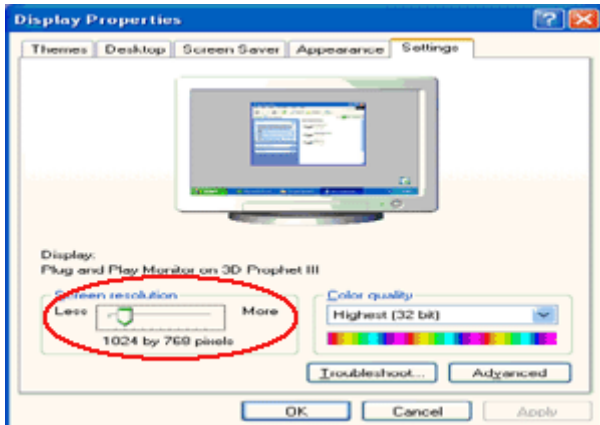 Display Properties
Themes Desktop Screen Saver Appearance Settings
Display:
Plug and Play Monitor on 3D Prophet III
Screen resolution
Less More
1024 by 768 pixels
Color quality
Highest (32 bit)
Troubleshoot... Advanced
OK Cancel Apply